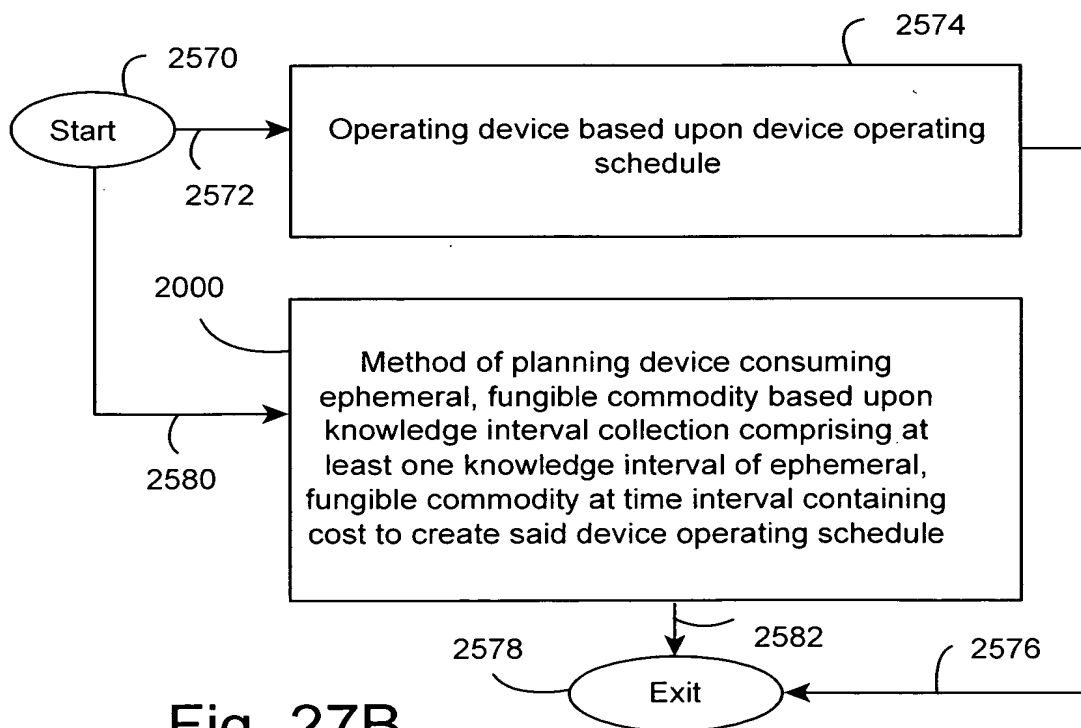 2574
2570
Start
Operating device based upon device operating
schedule
2572
2000
Method of planning device consuming
ephemeral, fungible commodity based upon
knowledge interval collection comprising at
least one knowledge interval of ephemeral,
fungible commodity at time interval containing
cost to create said device operating schedule
2580
2582
2578
2576
Exit
Fig. 27B